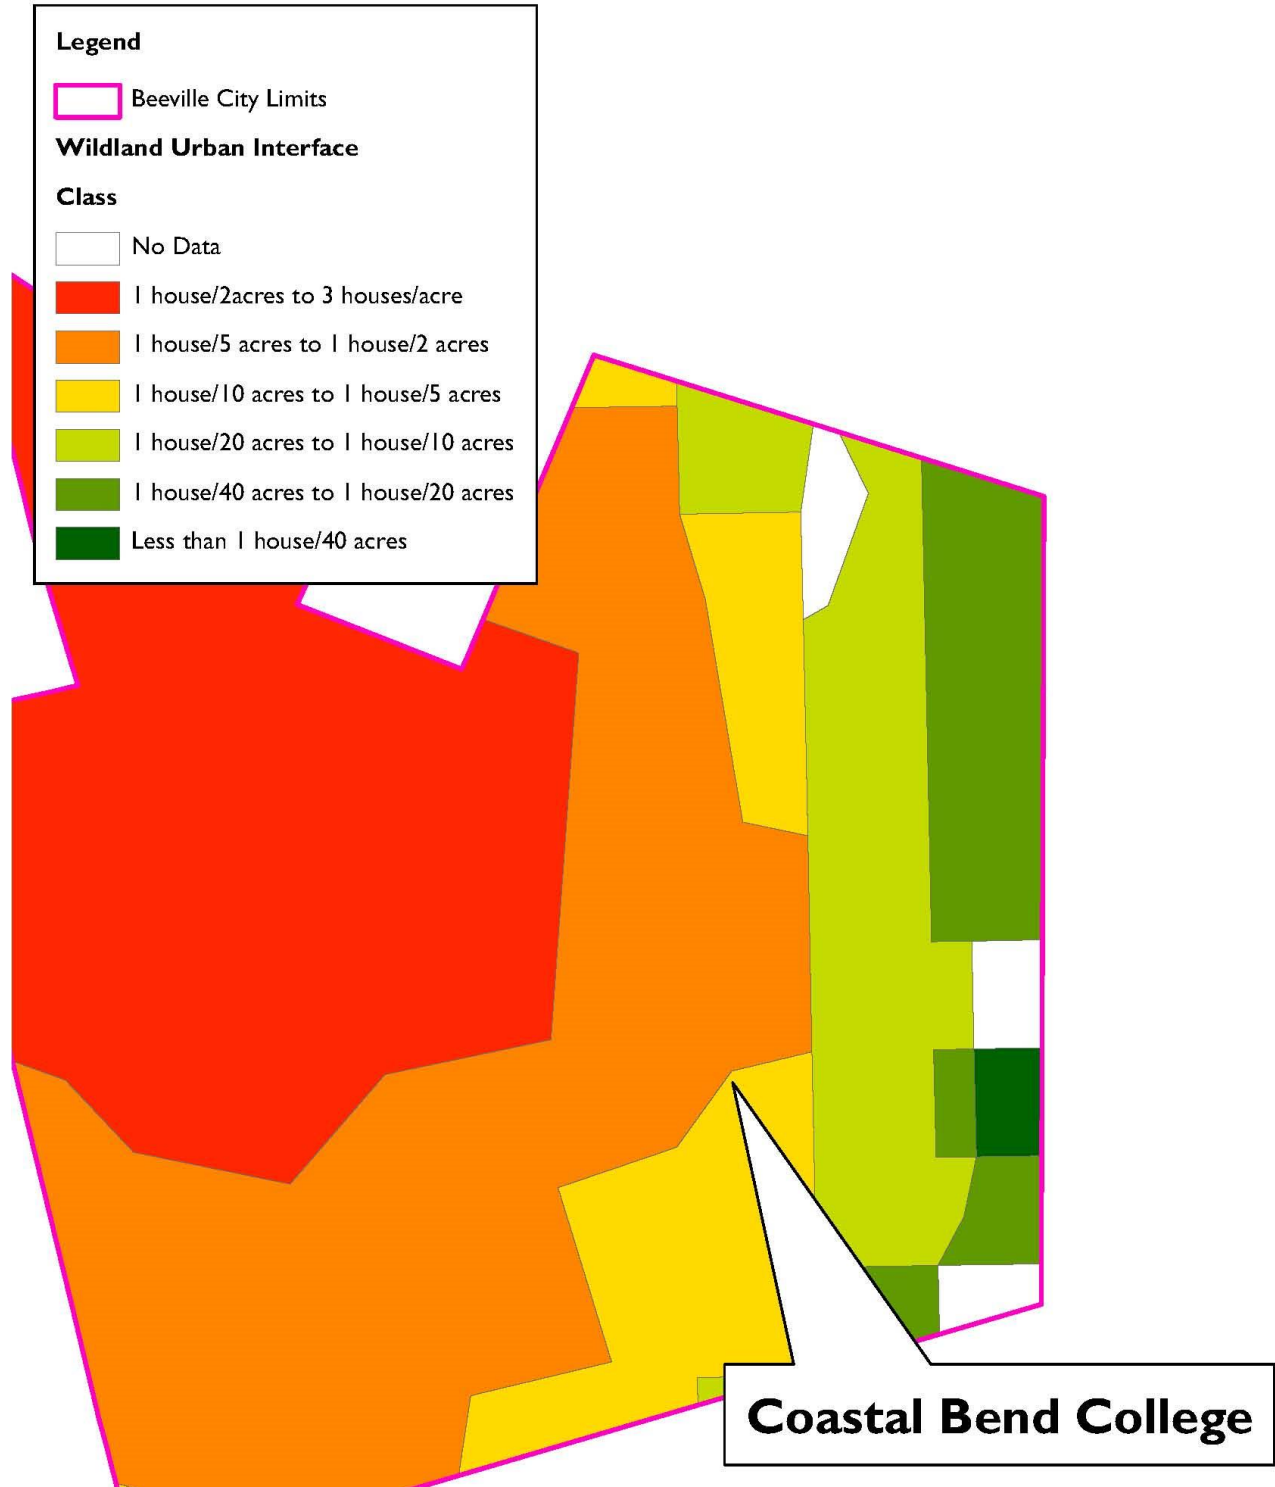 Legend
Beeville City Limits
Wildland Urban Interface
Class
No Data
1 house/2acres to 3 houses/acre
1 house/5 acres to 1 house/2 acres
1 house/10 acres to 1 house/5 acres
1 house/20 acres to 1 house/10 acres
1 house/40 acres to 1 house/20 acres
Less than 1 house/40 acres
Coastal Bend College